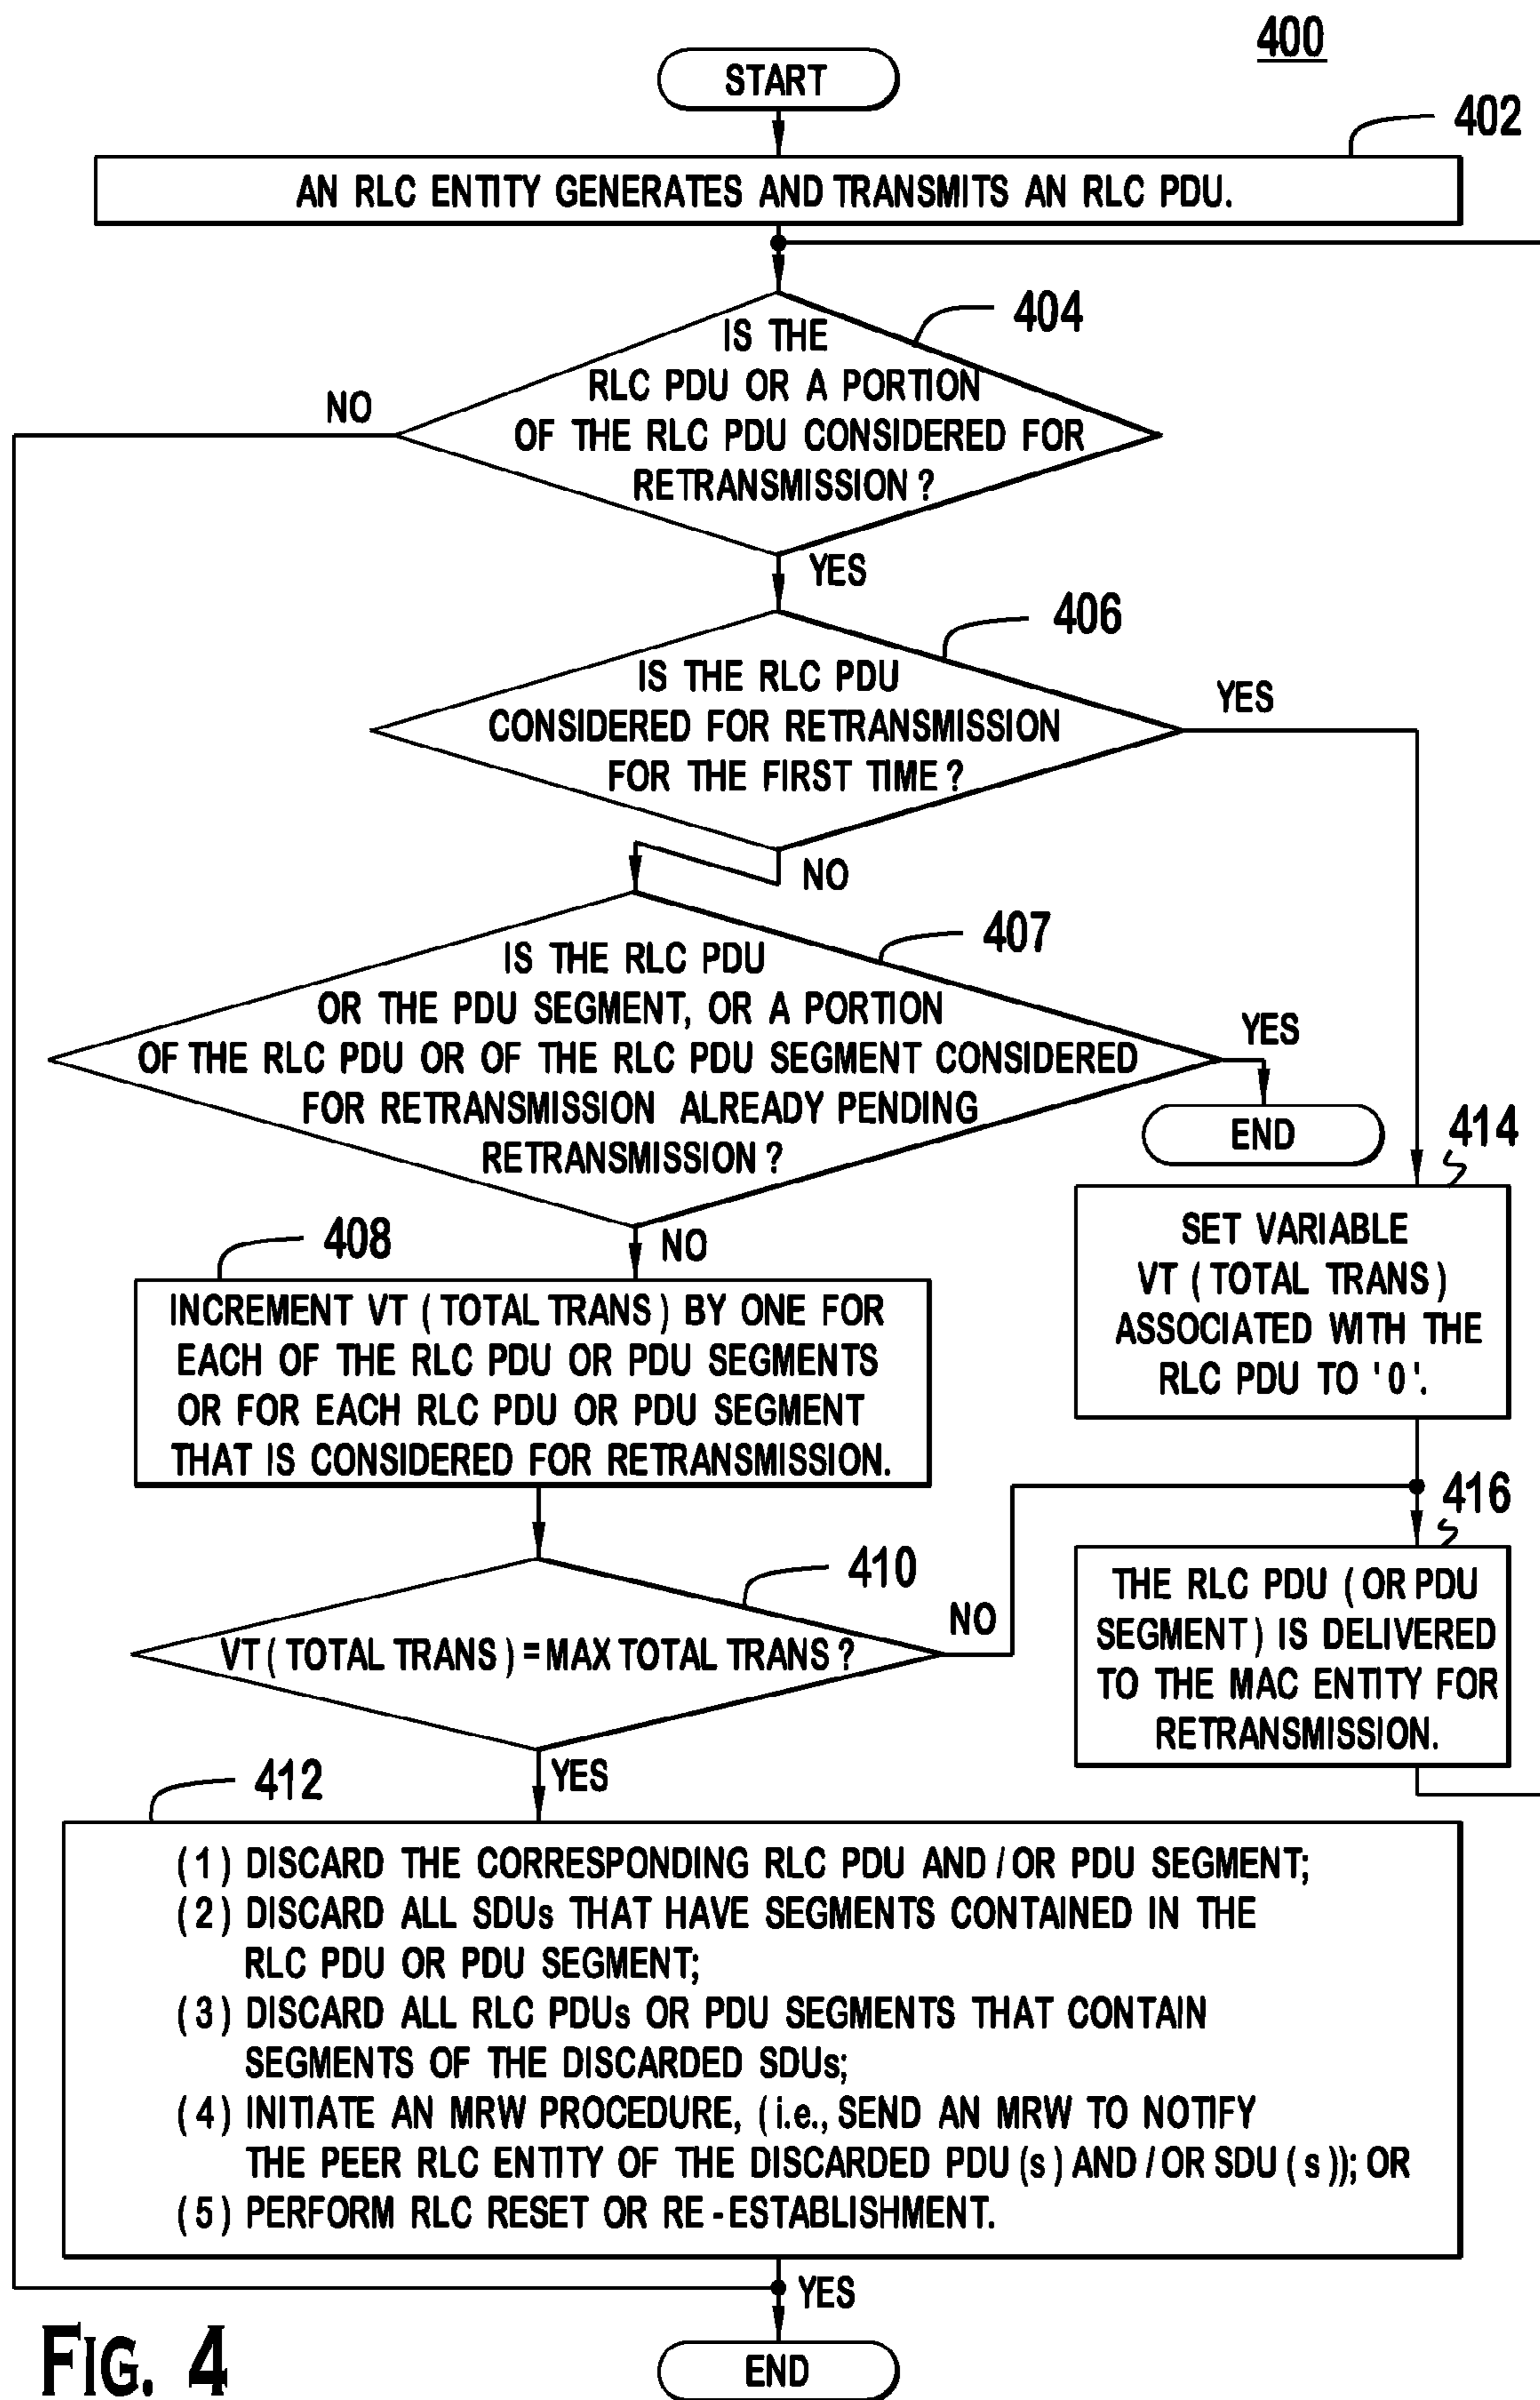 400
START
402
AN RLC ENTITY GENERATES AND TRANSMITS AN RLC PDU.
404
IS THE
RLC PDU OR A PORTION
OF THE RLC PDU CONSIDERED FOR
RETRANSMISSION?
NO
YES
406
IS THE RLC PDU
CONSIDERED FOR RETRANSMISSION
FOR THE FIRST TIME?
YES
NO
407
IS THE RLC PDU
OR THE PDU SEGMENT, OR A PORTION
OF THE RLC PDU OR OF THE RLC PDU SEGMENT CONSIDERED
FOR RETRANSMISSION ALREADY PENDING
RETRANSMISSION?
YES
END
NO
414
SET VARIABLE
VT (TOTAL TRANS)
ASSOCIATED WITH THE
RLC PDU TO '0'.
408
INCREMENT VT (TOTAL TRANS) BY ONE FOR
EACH OF THE RLC PDU OR PDU SEGMENTS
OR FOR EACH RLC PDU OR PDU SEGMENT
THAT IS CONSIDERED FOR RETRANSMISSION.
416
THE RLC PDU (OR PDU
SEGMENT) IS DELIVERED
TO THE MAC ENTITY FOR
RETRANSMISSION.
410
VT (TOTAL TRANS) = MAX TOTAL TRANS?
NO
YES
412
(1) DISCARD THE CORRESPONDING RLC PDU AND/OR PDU SEGMENT;
(2) DISCARD ALL SDUs THAT HAVE SEGMENTS CONTAINED IN THE
RLC PDU OR PDU SEGMENT;
(3) DISCARD ALL RLC PDUs OR PDU SEGMENTS THAT CONTAIN
SEGMENTS OF THE DISCARDED SDUs;
(4) INITIATE AN MRW PROCEDURE, (i.e., SEND AN MRW TO NOTIFY
THE PEER RLC ENTITY OF THE DISCARDED PDU(s) AND/OR SDU(s)); OR
(5) PERFORM RLC RESET OR RE-ESTABLISHMENT.
YES
END
FIG. 4